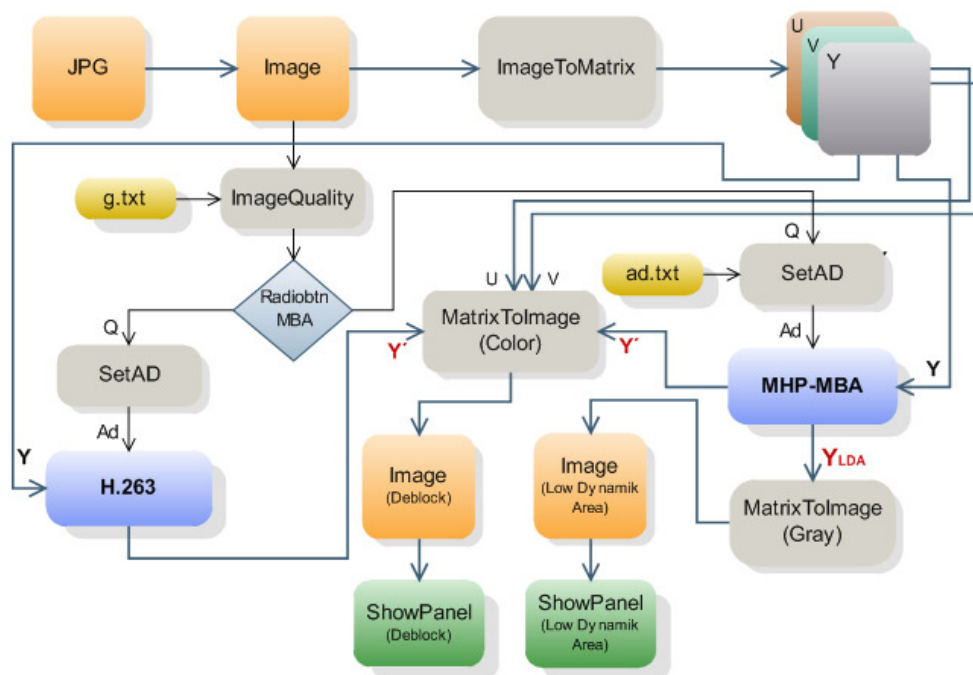 JPG
Image
ImageToMatrix
U
V
Y
g.txt
ImageQuality
Q
ad.txt
SetAD
Radiobtn
MBA
U
V
Q
MatrixToImage
(Color)
Y´
Y´
Ad
SetAD
MHP-MBA
Y
Ad
Y
H.263
Image
(Deblock)
Image
(Low Dynamik
Area)
YLDA
MatrixToImage
(Gray)
ShowPanel
(Deblock)
ShowPanel
(Low Dynamik
Area)